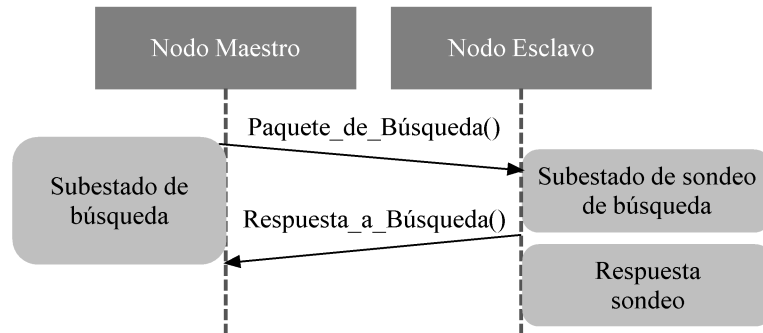 Nodo Maestro
Nodo Esclavo
Paquete_de_Búsqueda()
Subestado de
búsqueda
Subestado de sondeo
de búsqueda
Respuesta_a_Búsqueda()
Respuesta
sondeo